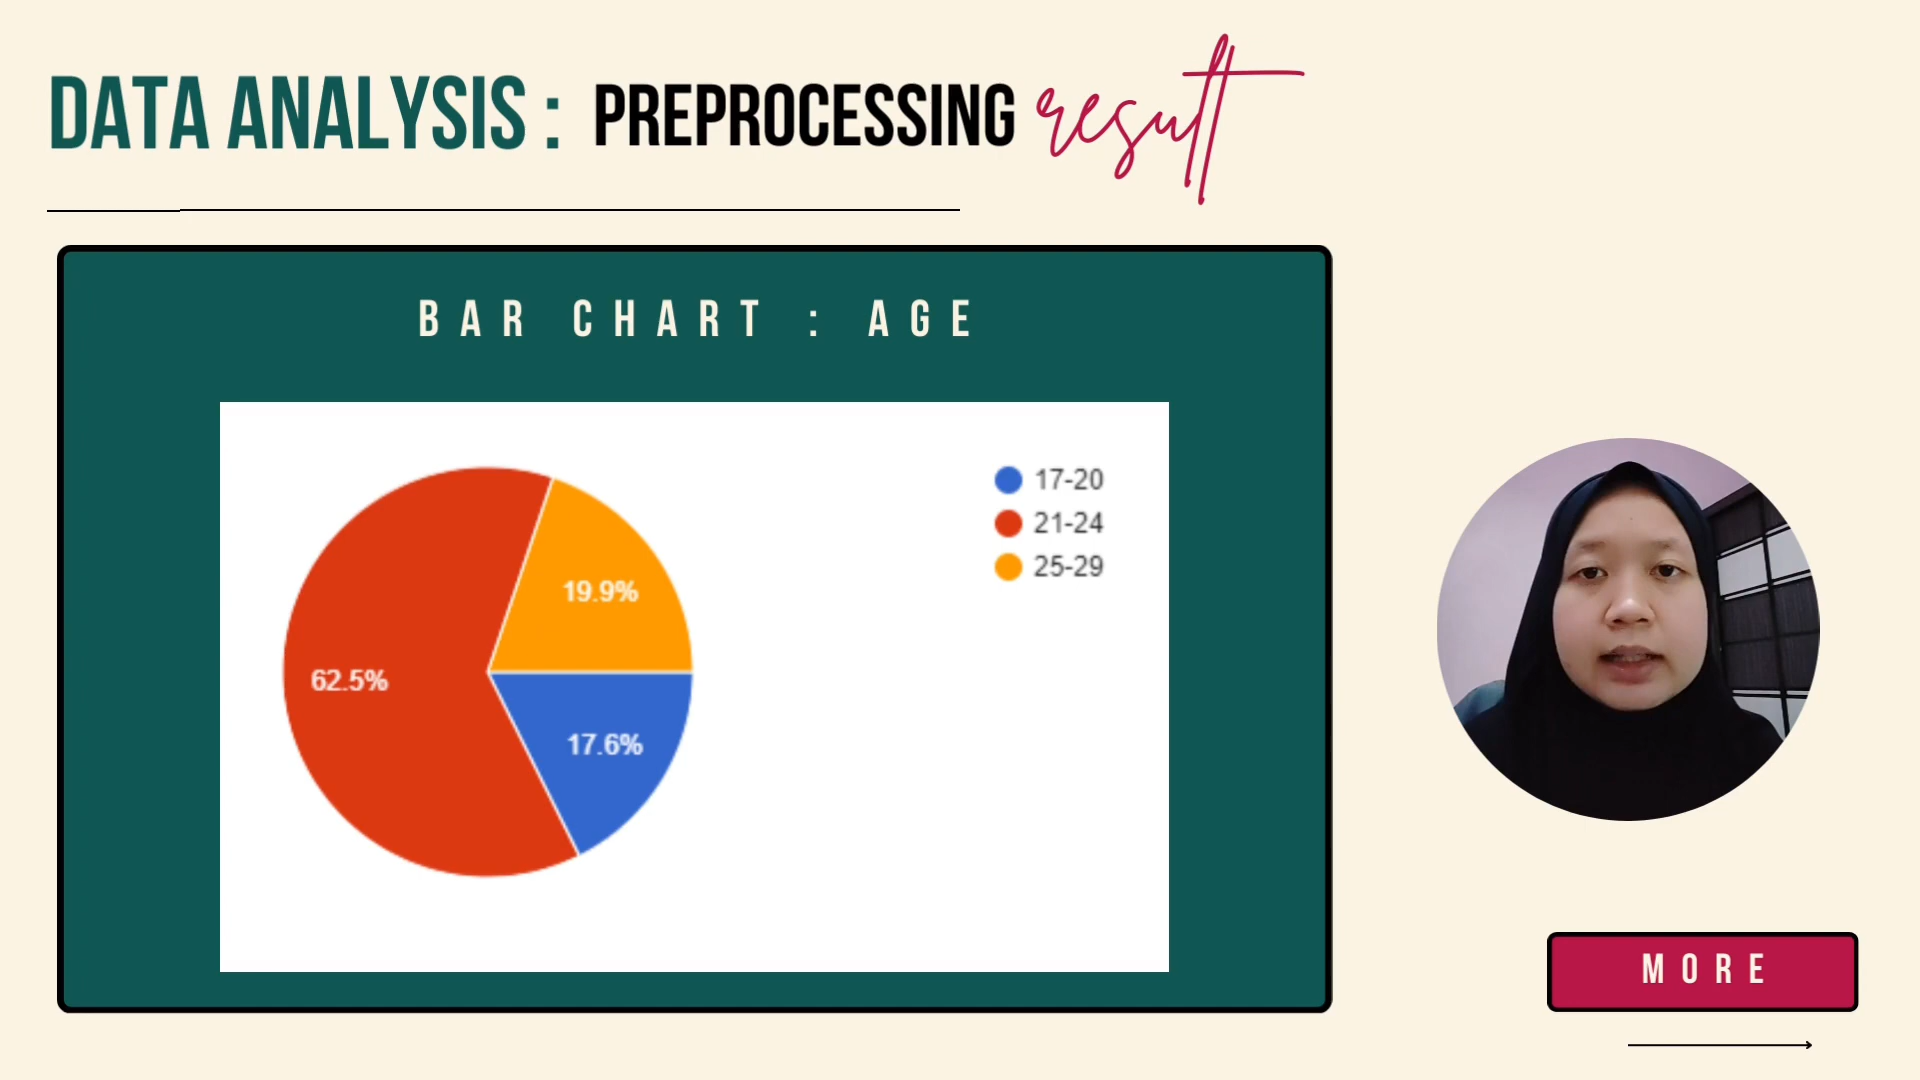 DATA ANALYSIS : PREPROCESSING result
BAR CHART : AGE
17-20
21-24
25-29
19.9%
62.5%
17.6%
MORE